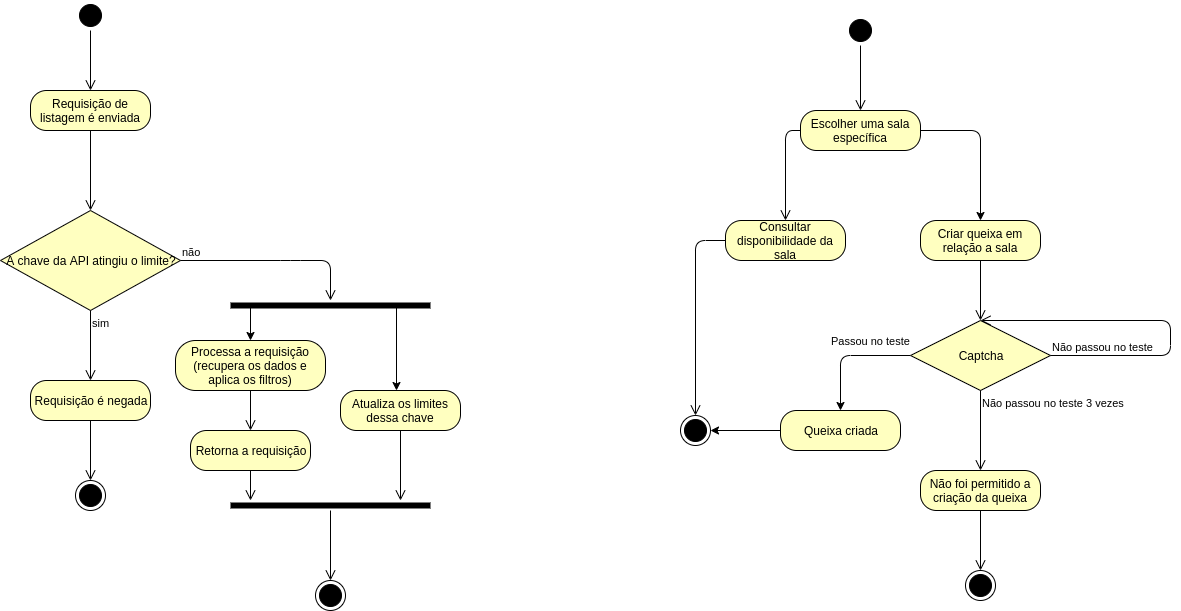 Requisição de
listagem é enviada
A chave da API atingiu o limite?
não
sim
Requisição é negada
Processa a requisição
(recupera os dados e
aplica os filtros)
Atualiza os limites
dessa chave
Retorna a requisição
Escolher uma sala
específica
Consultar
disponibilidade da
sala
Criar queixa em
relação a sala
Captcha
Passou no teste
Não passou no teste
Não passou no teste 3 vezes
Queixa criada
Não foi permitido a
criação da queixa